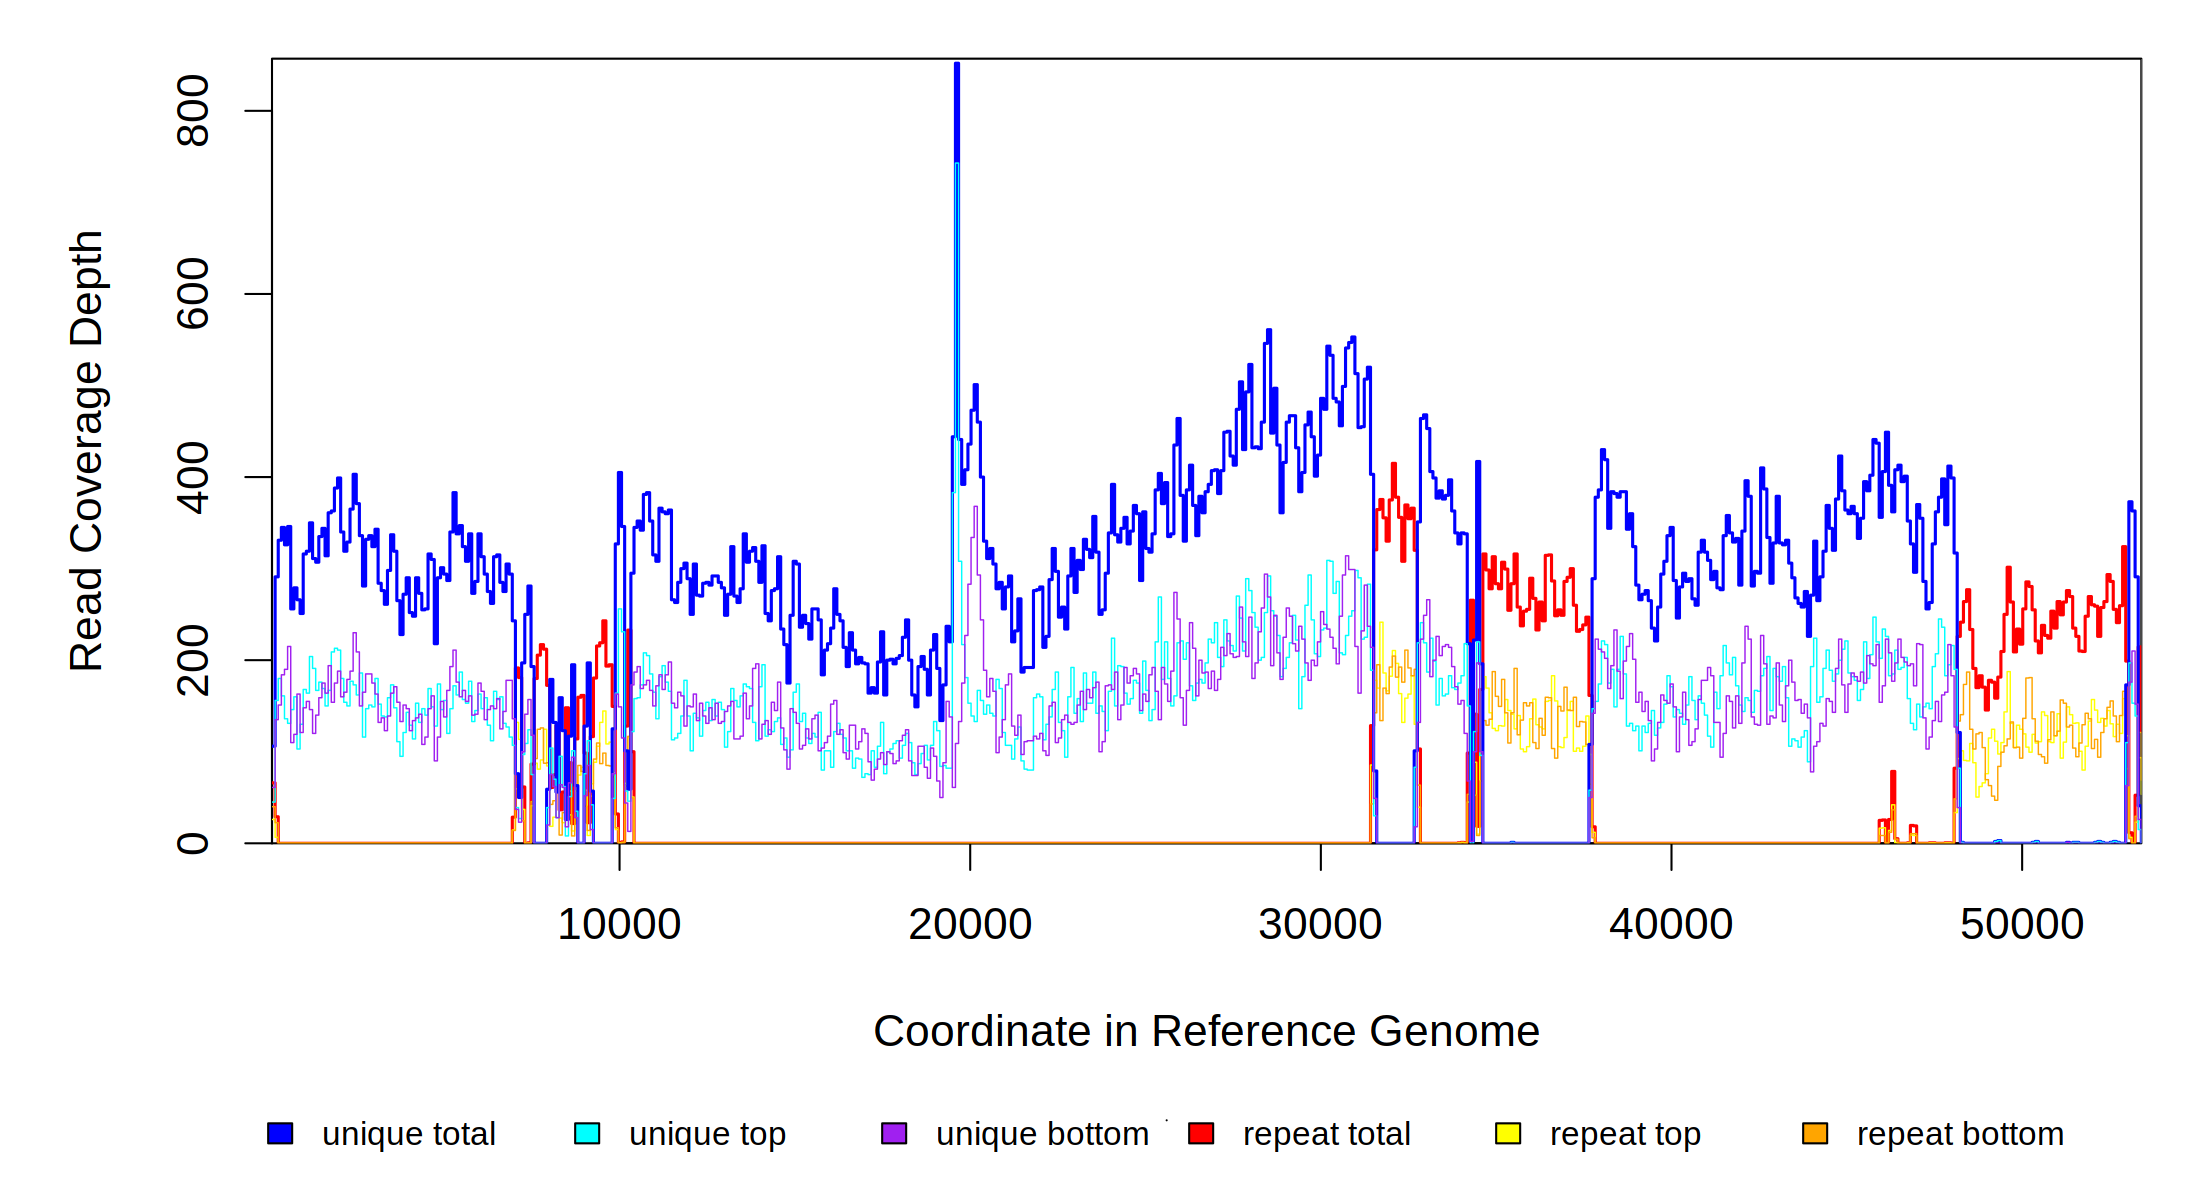 Read Coverage Depth
800
600
400
200
0
10000 20000 30000 40000 50000
Coordinate in Reference Genome
unique total unique top unique bottom repeat total repeat top repeat bottom